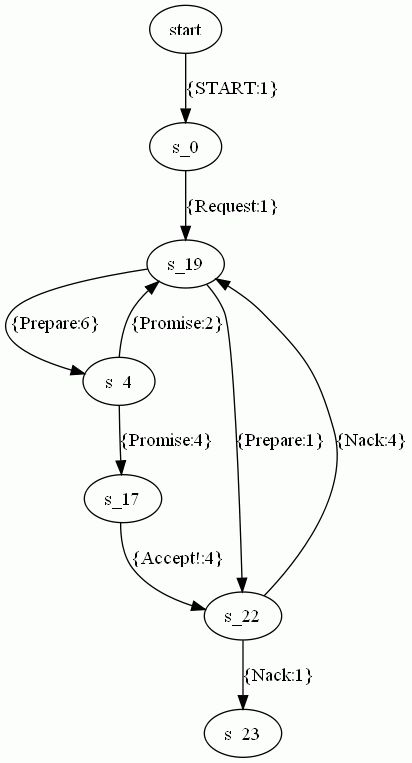 start
{START:1}
s_0
{Request:1}
s_19
{Prepare:6}
{Promise:2}
s_4
{Promise:4}
{Prepare:1}
{Nack:4}
s_17
{Accept!:4}
s_22
{Nack:1}
s_23